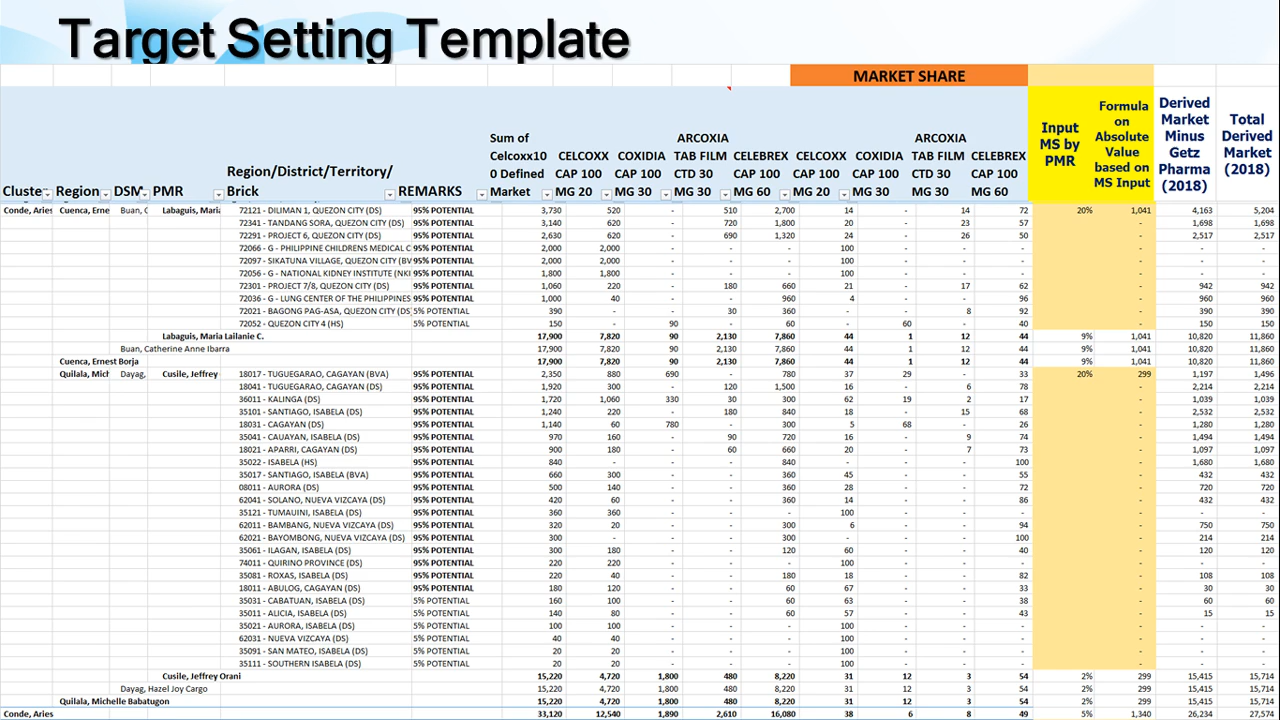 Target Setting Template
MARKET SHARE
Cluste Region DSM PMR Region/District/Territory/ Brick REMARKS Sum of Celcoxx10 0 Defined Market CELCOXX CAP 100 MG 20 COXIDIA CAP 100 MG 30 ARCOXIA TAB FILM CTD 30 MG 30 CELEBREX CAP 100 MG 60 CELCOXX CAP 100 MG 20 COXIDIA CAP 100 MG 30 ARCOXIA TAB FILM CTD 30 MG 30 CELEBREX CAP 100 MG 60 Input MS by PMR Formula on Absolute Value based on MS Input Derived Market Minus Getz Pharma (2018) Total Derived Market (2018)
Conde, Aries Cuenca, Erne Buan, C Labaguis, Maria 72121 - DILIMAN 1, QUEZON CITY (DS) 95% POTENTIAL 3,730 520 - 510 2,700 14 - 14 72 20% 1,041 4,163 5,204
72341 - TANDANG SORA, QUEZON CITY (DS) 95% POTENTIAL 3,140 620 - 720 1,800 20 - 23 57 - 1,698 1,698
72291 - PROJECT 6, QUEZON CITY (DS) 95% POTENTIAL 2,630 620 - 690 1,320 24 - 26 50 - 2,517 2,517
72066 - G - PHILIPPINE CHILDRENS MEDICAL C 95% POTENTIAL 2,000 2,000 - - - 100 - - - - - -
72097 - SIKATUNA VILLAGE, QUEZON CITY (BV 95% POTENTIAL 2,000 2,000 - - - 100 - - - - - -
72056 - G - NATIONAL KIDNEY INSTITUTE (NKI 95% POTENTIAL 1,800 1,800 - - - 100 - - - - - -
72301 - PROJECT 7/8, QUEZON CITY (DS) 95% POTENTIAL 1,060 220 - 180 660 21 - 17 62 - 942 942
72036 - G - LUNG CENTER OF THE PHILIPPINES 95% POTENTIAL 1,000 40 - - 960 4 - - 96 - 960 960
72021 - BAGONG PAG-ASA, QUEZON CITY (DS) 5% POTENTIAL 390 - - 30 360 - - 8 92 - 390 390
72052 - QUEZON CITY 4 (HS) 5% POTENTIAL 150 - 90 - 60 - 60 - 40 - 150 150
Labaguis, Maria Lailanie C. 17,900 7,820 90 2,130 7,860 44 1 12 44 9% 1,041 10,820 11,860
Buan, Catherine Anne Ibarra 17,900 7,820 90 2,130 7,860 44 1 12 44 9% 1,041 10,820 11,860
Cuenca, Ernest Borja 17,900 7,820 90 2,130 7,860 44 1 12 44 9% 1,041 10,820 11,860
Quilala, Mich Dayag, Cusile, Jeffrey 18017 - TUGUEGARAO, CAGAYAN (BVA) 95% POTENTIAL 2,350 880 690 - 780 37 29 - 33 20% 299 1,197 1,496
18041 - TUGUEGARAO, CAGAYAN (DS) 95% POTENTIAL 1,920 300 - 120 1,500 16 - 6 78 - 2,214 2,214
36011 - KALINGA (DS) 95% POTENTIAL 1,720 1,060 330 30 300 62 19 2 17 - 1,039 1,039
35101 - SANTIAGO, ISABELA (DS) 95% POTENTIAL 1,240 220 - 180 840 18 - 15 68 - 2,532 2,532
18031 - CAGAYAN (DS) 95% POTENTIAL 1,140 60 780 - 300 5 68 - 26 - 1,280 1,280
35041 - CAUAYAN, ISABELA (DS) 95% POTENTIAL 970 160 - 90 720 16 - 9 74 - 1,494 1,494
18021 - APARRI, CAGAYAN (DS) 95% POTENTIAL 900 180 - 60 660 20 - 7 73 - 1,097 1,097
35022 - ISABELA (HS) 95% POTENTIAL 840 - - - 840 - - - 100 - 1,680 1,680
35017 - SANTIAGO, ISABELA (BVA) 95% POTENTIAL 660 300 - - 360 45 - - 55 - 432 432
08011 - AURORA (DS) 95% POTENTIAL 500 140 - - 360 28 - - 72 - 720 720
62041 - SOLANO, NUEVA VIZCAYA (DS) 95% POTENTIAL 420 60 - - 360 14 - - 86 - 432 432
35121 - TUMAUINI, ISABELA (DS) 95% POTENTIAL 360 360 - - - 100 - - - - - -
62011 - BAMBANG, NUEVA VIZCAYA (DS) 95% POTENTIAL 320 20 - - 300 6 - - 94 - 750 750
62021 - BAYOMBONG, NUEVA VIZCAYA (DS) 95% POTENTIAL 300 - - - 300 - - - 100 - 214 214
35061 - ILAGAN, ISABELA (DS) 95% POTENTIAL 300 180 - - 120 60 - - 40 - 120 120
74011 - QUIRINO PROVINCE (DS) 95% POTENTIAL 220 220 - - - 100 - - - - - -
35081 - ROXAS, ISABELA (DS) 95% POTENTIAL 220 40 - - 180 18 - - 82 - 108 108
18011 - ABULOG, CAGAYAN (DS) 95% POTENTIAL 180 120 - - 60 67 - - 33 - 30 30
35031 - CABATUAN, ISABELA (DS) 5% POTENTIAL 160 100 - - 60 63 - - 38 - 60 60
35011 - ALICIA, ISABELA (DS) 5% POTENTIAL 140 80 - - 60 57 - - 43 - 15 15
35021 - AURORA, ISABELA (DS) 5% POTENTIAL 100 100 - - - 100 - - - - - -
62031 - NUEVA VIZCAYA (DS) 5% POTENTIAL 40 40 - - - 100 - - - - - -
35091 - SAN MATEO, ISABELA (DS) 5% POTENTIAL 20 20 - - - 100 - - - - - -
35111 - SOUTHERN ISABELA (DS) 5% POTENTIAL 20 20 - - - 100 - - - - - -
Cusile, Jeffrey Orani 15,220 4,720 1,800 480 8,220 31 12 3 54 2% 299 15,415 15,714
Dayag, Hazel Joy Cargo 15,220 4,720 1,800 480 8,220 31 12 3 54 2% 299 15,415 15,714
Quilala, Michelle Babatugon 15,220 4,720 1,800 480 8,220 31 12 3 54 2% 299 15,415 15,714
Conde, Aries 33,120 12,540 1,890 2,610 16,080 38 6 8 49 5% 1,340 26,234 27,574